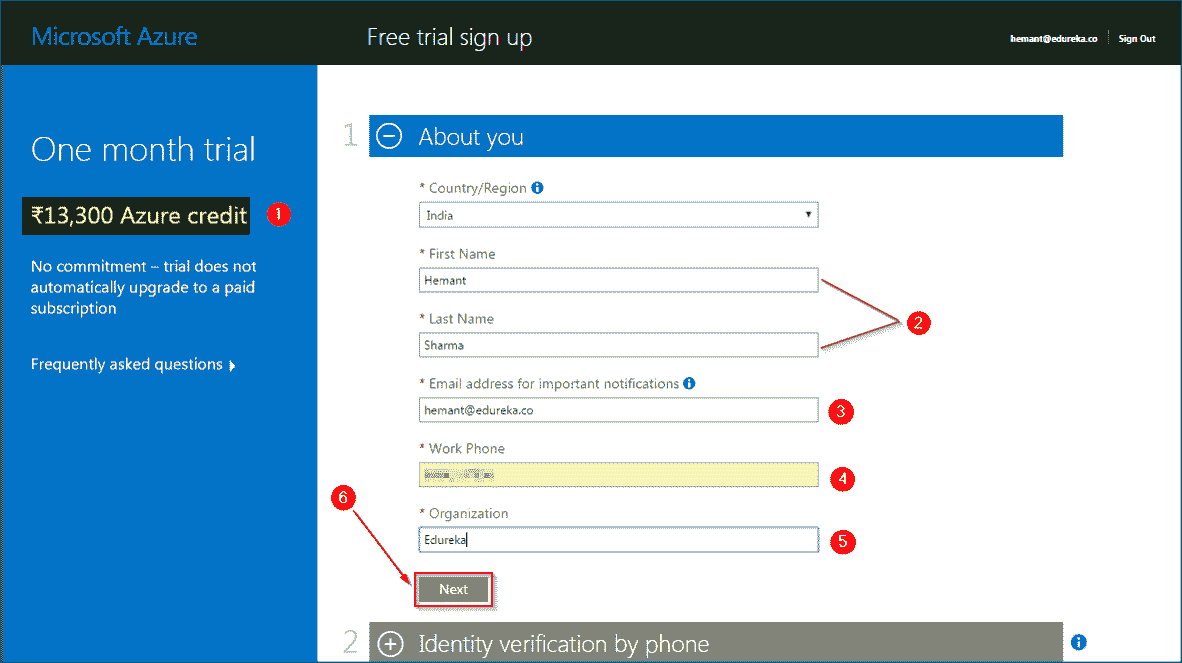 Microsoft Azure
Free trial sign up
hemant@edureka.co
Sign Out
One month trial
₹13,300 Azure credit
1
No commitment – trial does not
automatically upgrade to a paid
subscription
Frequently asked questions
1
About you
* Country/Region
India
* First Name
Hemant
* Last Name
Sharma
2
* Email address for important notifications
hemant@edureka.co
3
* Work Phone
4
* Organization
Edureka
5
6
Next
2
Identity verification by phone